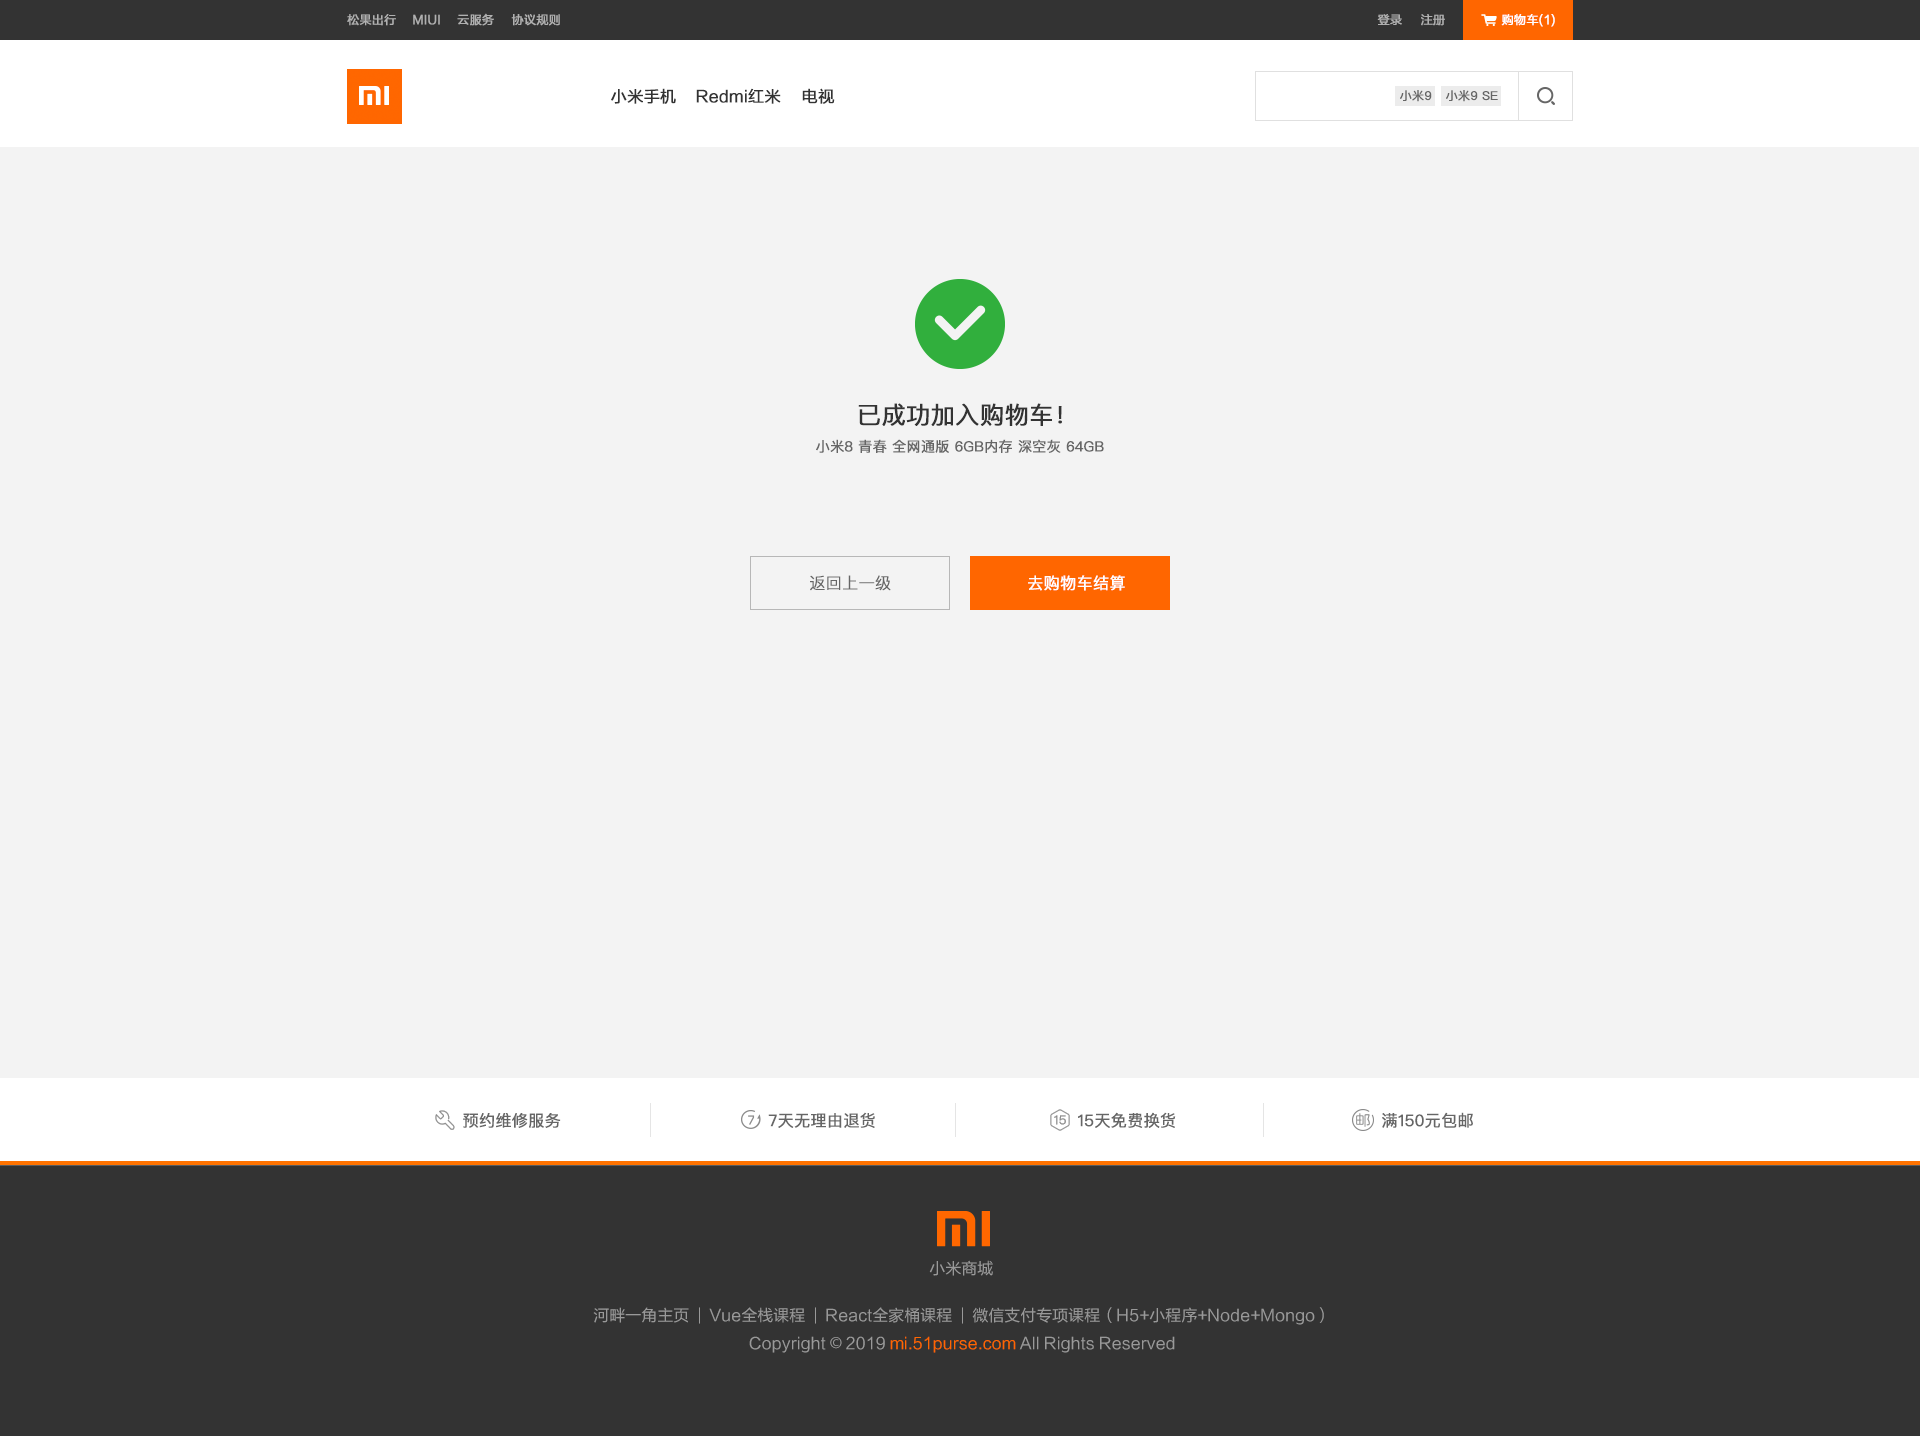 松果出行 MIUI 云服务 协议规则 登录 注册 购物车(1)
mi 小米手机 Redmi红米 电视 小米9 小米9 SE
已成功加入购物车!
小米8 青春 全网通版 6GB内存 深空灰 64GB
返回上一级 去购物车结算
预约维修服务 7 7天无理由退货 15 15天免费换货 邮 满150元包邮
mi
小米商城
河畔一角主页 | Vue全栈课程 | React全家桶课程 | 微信支付专项课程 ( H5+小程序+Node+Mongo )
Copyright © 2019 mi.51purse.com All Rights Reserved